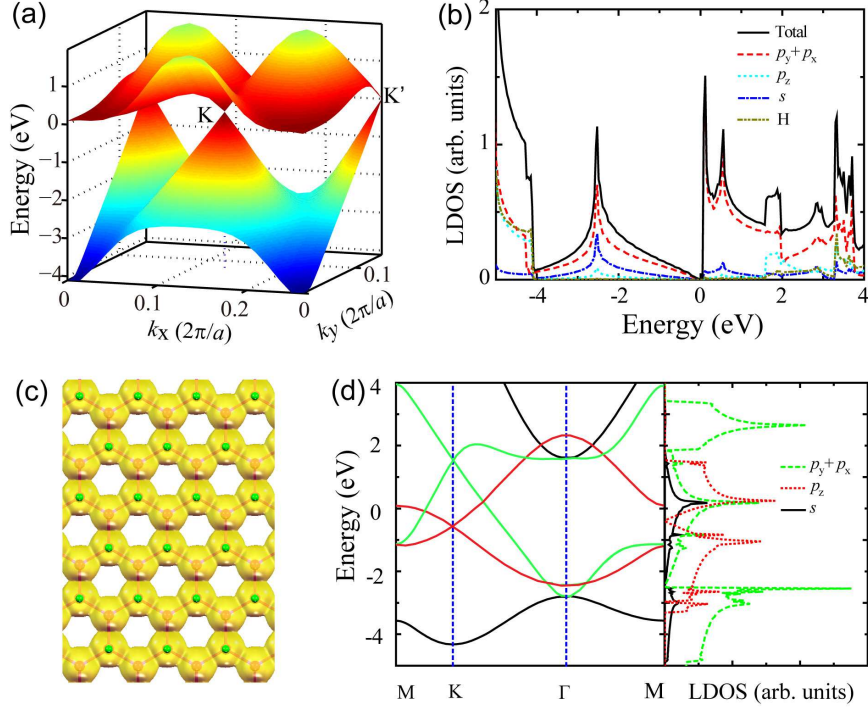 (a)
Energy (eV)
1
0
−1
−2
−3
−4
K
K'
0
0.1
0.2
0
0.1
kx (2π/a)
ky (2π/a)
(b)
LDOS (arb. units)
2
1
0
Total
py+px
pz
s
H
-4
-2
0
2
4
Energy (eV)
(c)
(d)
Energy (eV)
4
2
0
-2
-4
M
K
Γ
M
py+px
pz
s
LDOS (arb. units)